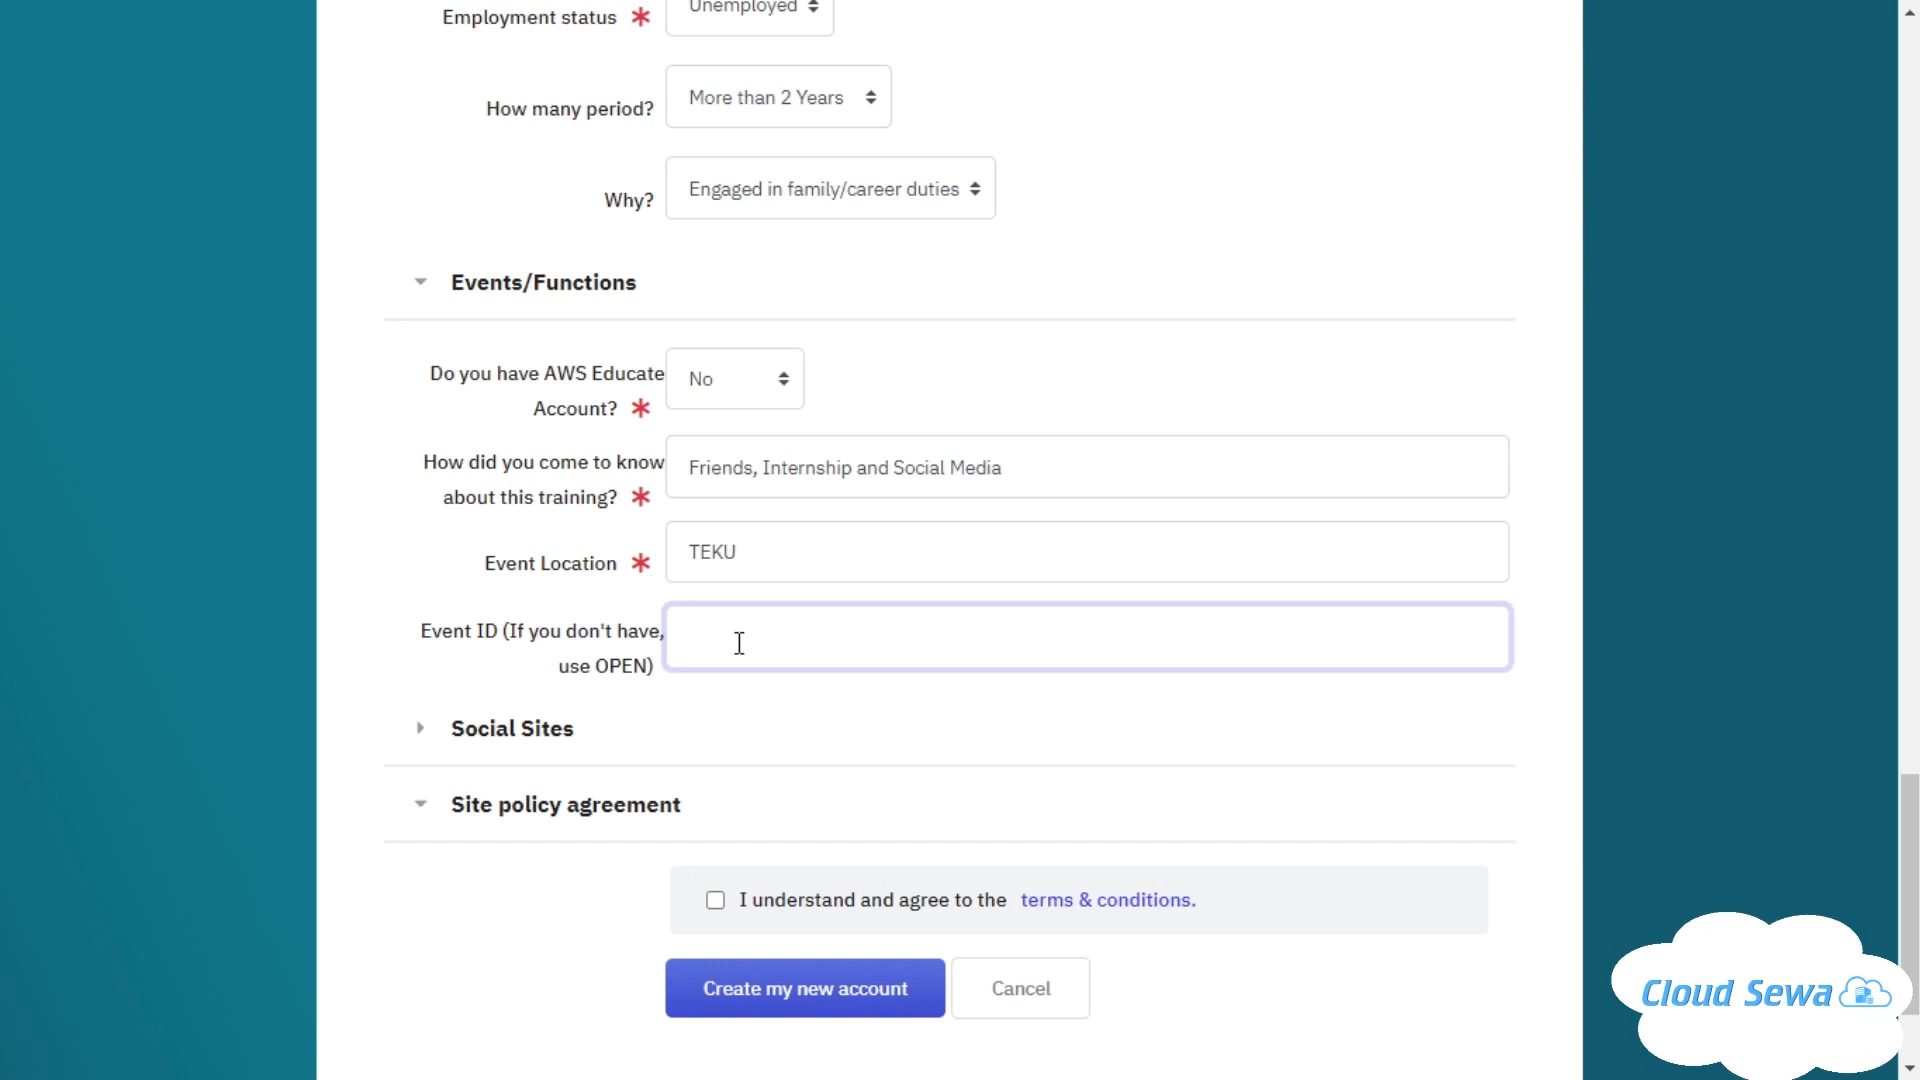 Employment status *
Unemployed
How many period?
More than 2 Years
Why?
Engaged in family/career duties
Events/Functions
Do you have AWS Educate
Account? *
No
How did you come to know
about this training? *
Friends, Internship and Social Media
Event Location *
TEKU
Event ID (If you don't have,
use OPEN)
Social Sites
Site policy agreement
I understand and agree to the terms & conditions.
Create my new account
Cancel
Cloud Sewa